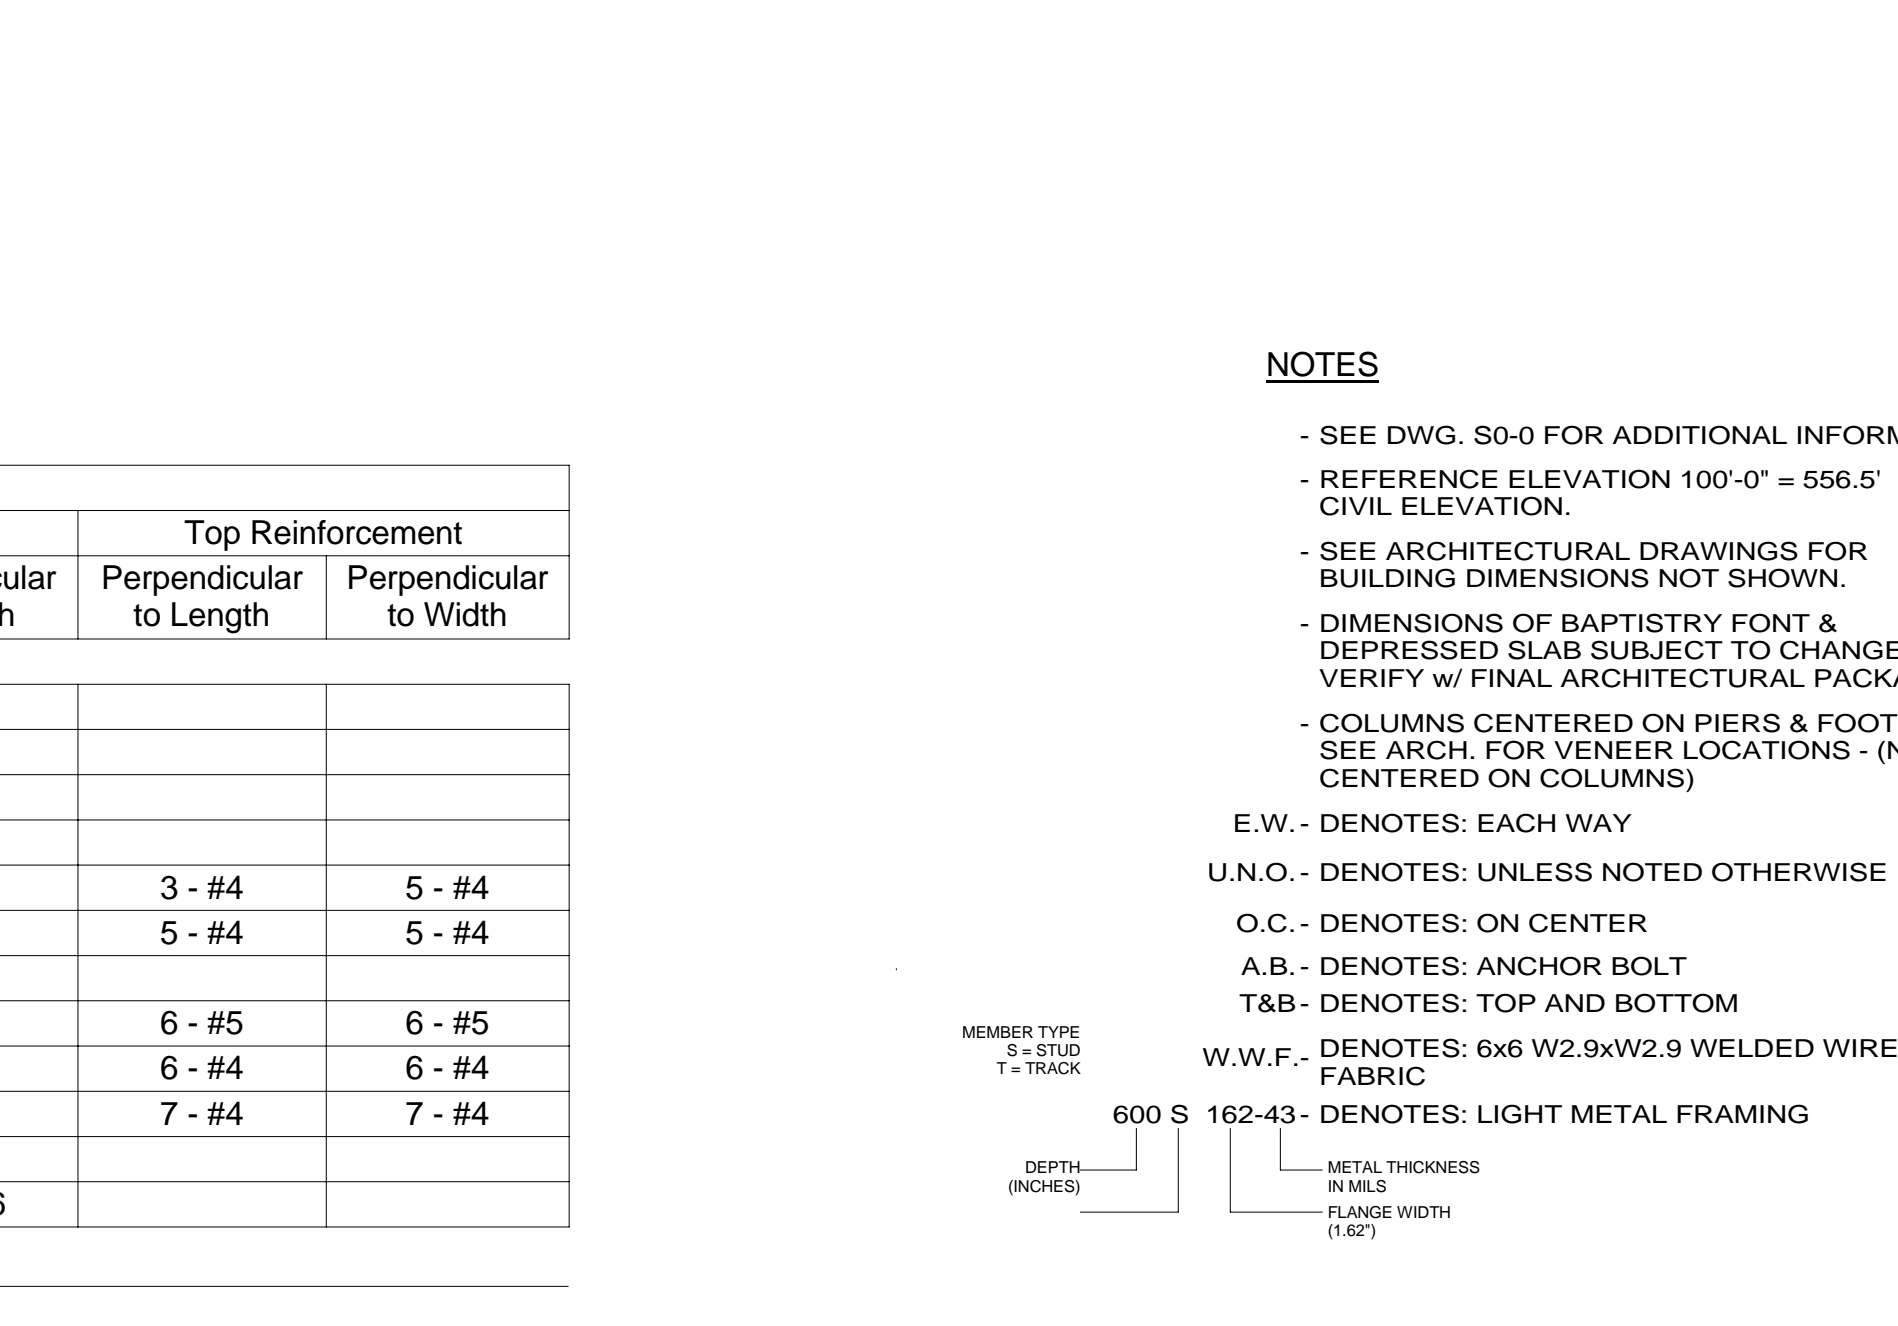 Top Reinforcement
Perpendicular Perpendicular
to Length to Width
3 - #4 5 - #4
5 - #4 5 - #4
6 - #5 6 - #5
6 - #4 6 - #4
7 - #4 7 - #4
NOTES
- SEE DWG. S0-0 FOR ADDITIONAL
- REFERENCE ELEVATION 100'-0" = 556.5'
CIVIL ELEVATION.
- SEE ARCHITECTURAL DRAWINGS FOR
BUILDING DIMENSIONS NOT SHOWN.
- DIMENSIONS OF BAPTISTRY FONT &
DEPRESSED SLAB SUBJECT TO CHANGE
VERIFY w/ FINAL ARCHITECTURAL
- COLUMNS CENTERED ON PIERS &
SEE ARCH. FOR VENEER LOCATIONS -
CENTERED ON COLUMNS)
E.W. - DENOTES: EACH WAY
U.N.O. - DENOTES: UNLESS NOTED OTHERWISE
O.C. - DENOTES: ON CENTER
A.B. - DENOTES: ANCHOR BOLT
T&B - DENOTES: TOP AND BOTTOM
W.W.F. - DENOTES: 6x6 W2.9xW2.9 WELDED WIRE
FABRIC
MEMBER TYPE
S = STUD
T = TRACK
600 S 162-43 - DENOTES: LIGHT METAL FRAMING
DEPTH
(INCHES)
METAL THICKNESS
IN MILS
FLANGE WIDTH
(1.62")